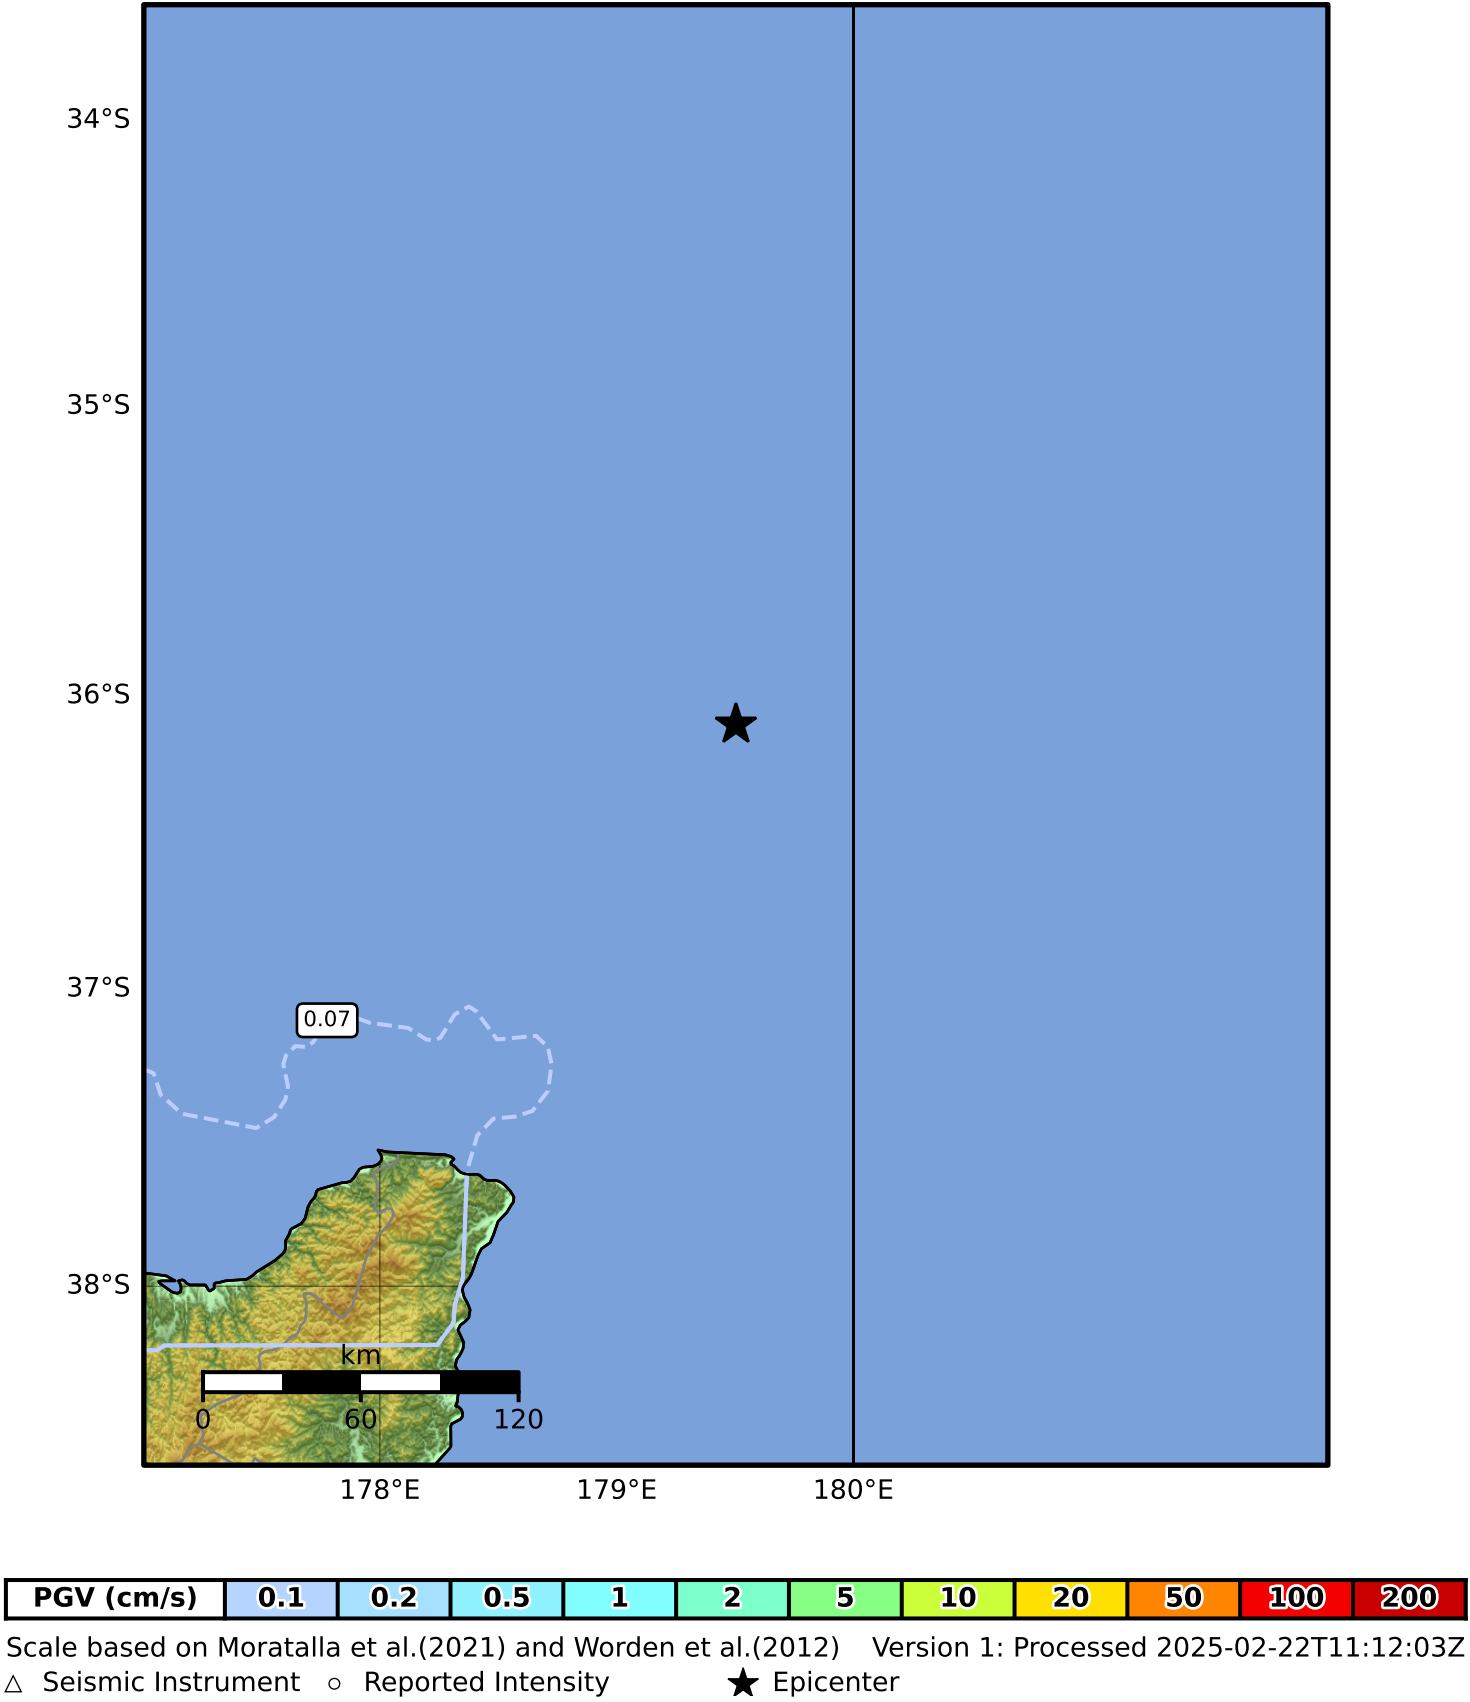 34°S
35°S
36°S
37°S
0.07
38°S
km
0 60 120
178°E 179°E 180°E
PGV (cm/s) 0.1 0.2 0.5 1 2 5 10 20 50 100 200
Scale based on Moratalla et al.(2021) and Worden et al.(2012) Version 1: Processed 2025-02-22T11:12:03Z
Seismic Instrument Reported Intensity Epicenter